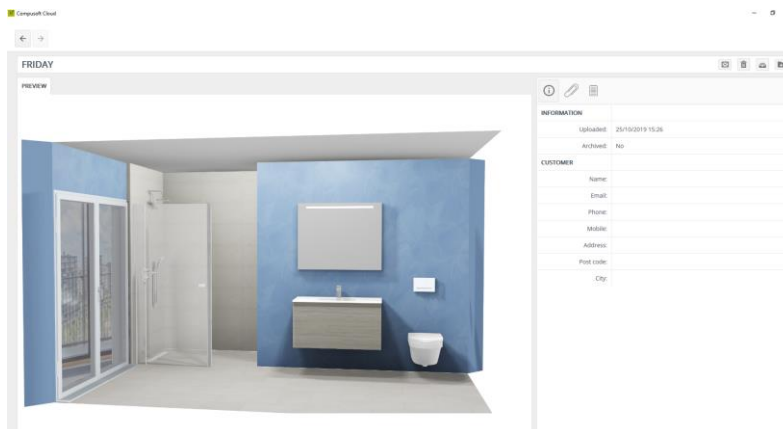 Compusoft Cloud
FRIDAY
PREVIEW
INFORMATION
Uploaded: 25/10/2019 15:26
Archived: No
CUSTOMER
Name:
Email:
Phone:
Mobile:
Address:
Post code:
City: